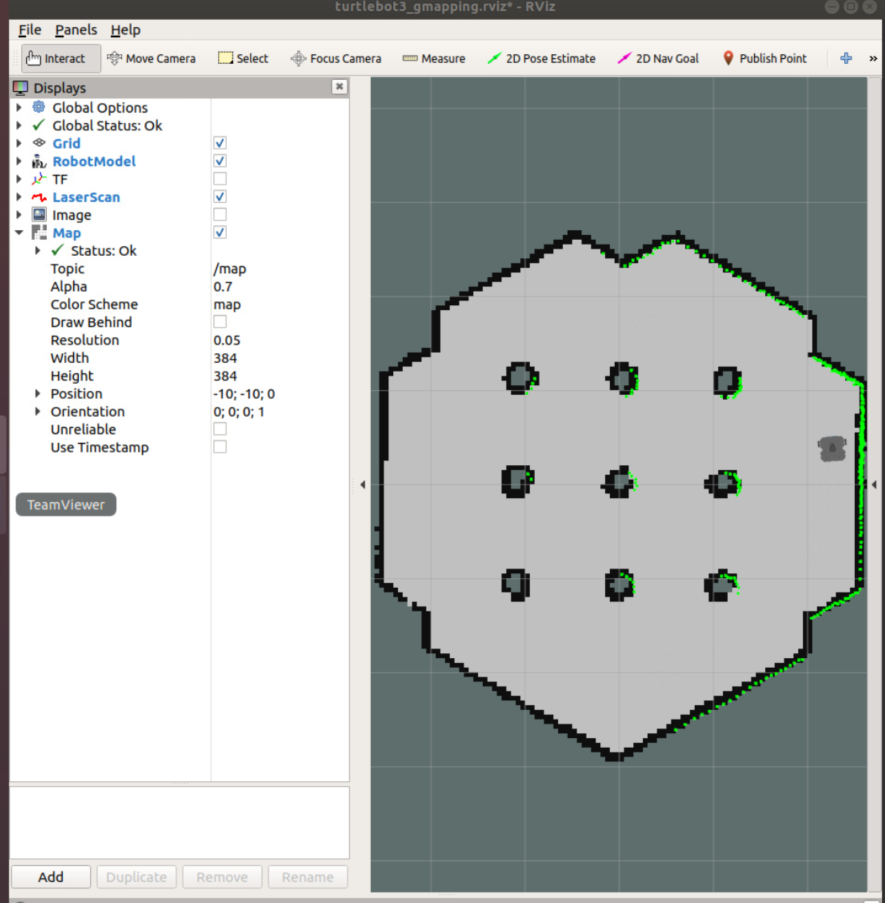 turtlebot3_gmapping.rviz* - RViz
File Panels Help
Interact Move Camera Select Focus Camera Measure 2D Pose Estimate 2D Nav Goal Publish Point »
Displays
Global Options
Global Status: Ok
Grid
RobotModel
TF
LaserScan
Image
Map
Status: Ok
Topic /map
Alpha 0.7
Color Scheme map
Draw Behind
Resolution 0.05
Width 384
Height 384
Position -10; -10; 0
Orientation 0; 0; 0; 1
Unreliable
Use Timestamp
TeamViewer
Add Duplicate Remove Rename